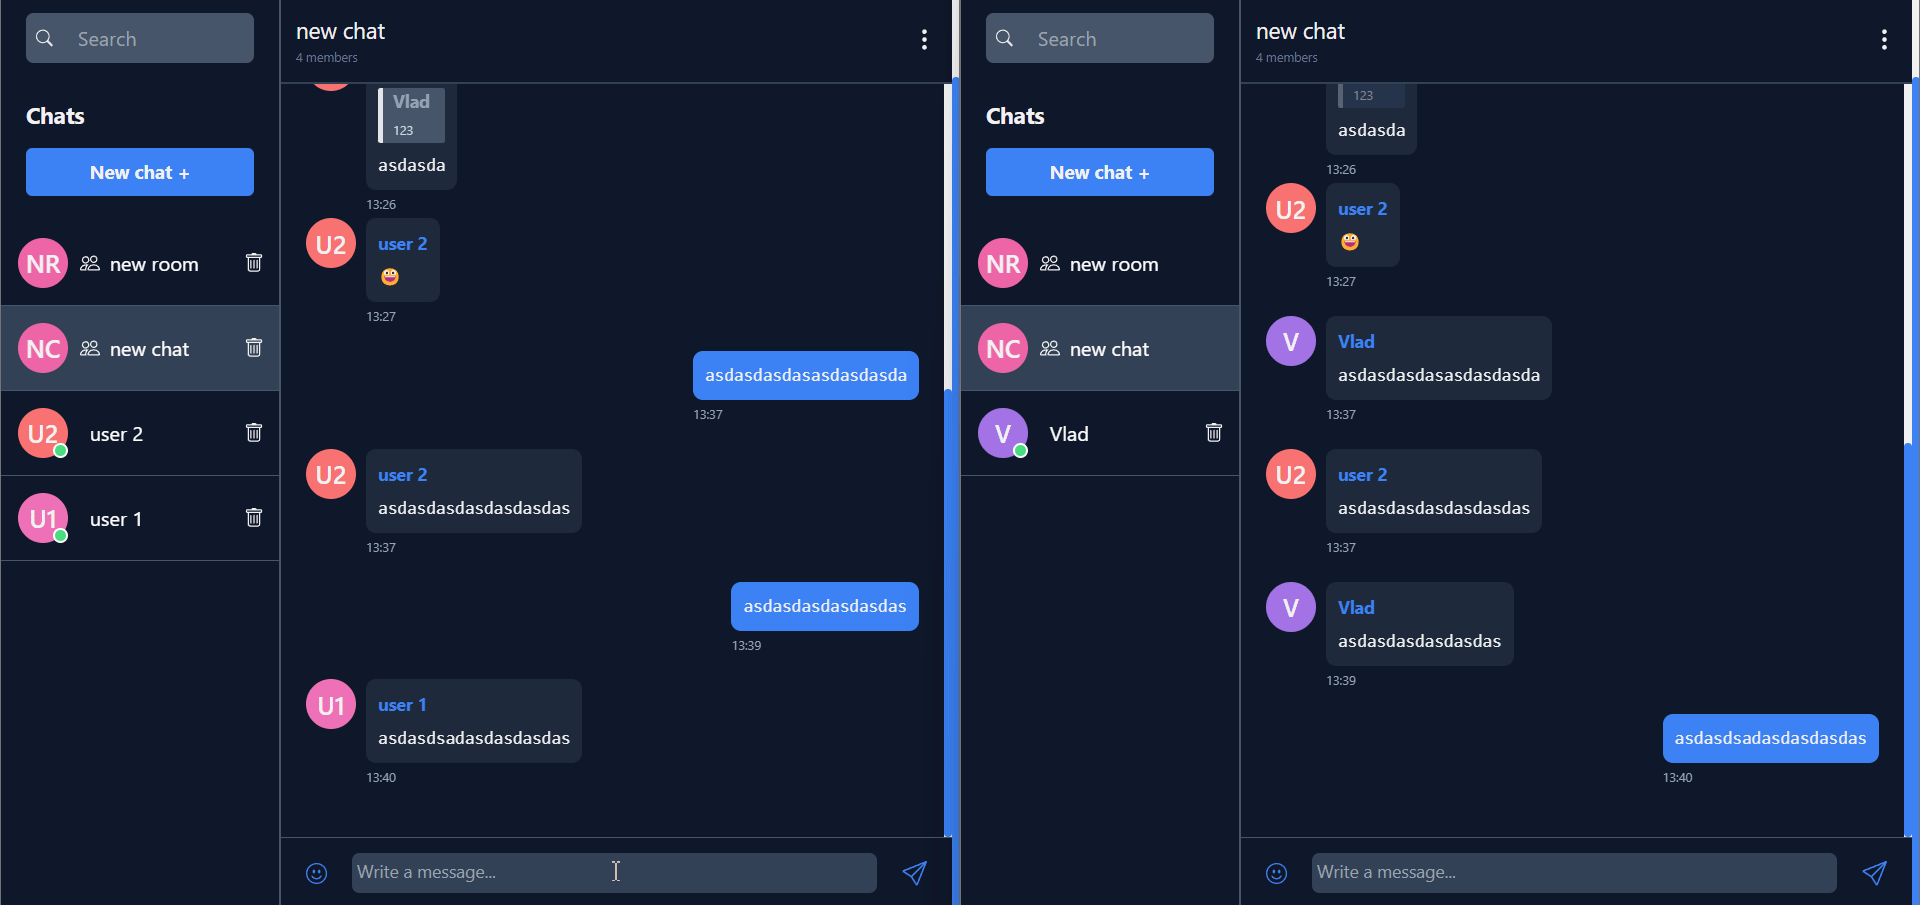 Search
Chats
New chat +
NR new room
NC new chat
U2 user 2
U1 user 1
new chat
4 members
Vlad
123
asdasda
13:26
U2 user 2
13:27
asdasdasdasasdasdasda
13:37
U2 user 2
asdasdasdasdasdasdas
13:37
asdasdasdasdasdas
13:39
U1 user 1
asdasdsadasdasdasdas
13:40
Write a message...
Search
Chats
New chat +
NR new room
NC new chat
V Vlad
new chat
4 members
123
asdasda
13:26
U2 user 2
13:27
V Vlad
asdasdasdasasdasdasda
13:37
U2 user 2
asdasdasdasdasdasdas
13:37
V Vlad
asdasdasdasdasdas
13:39
asdasdsadasdasdasdas
13:40
Write a message...